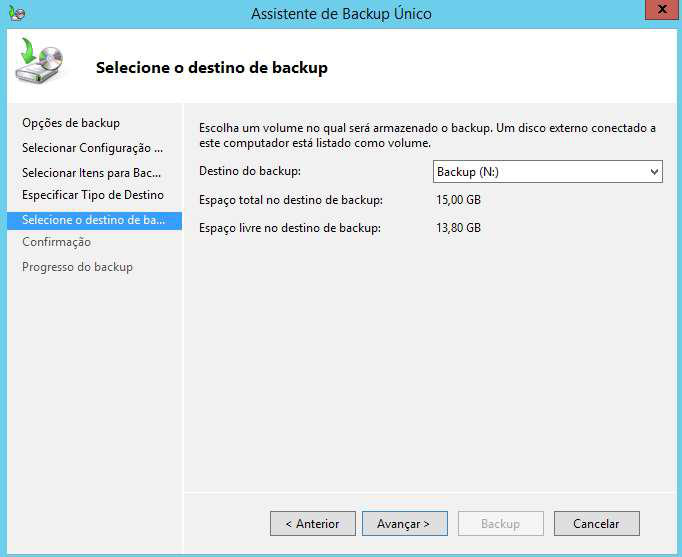 Assistente de Backup Único
x
Selecione o destino de backup
Opções de backup
Selecionar Configuração ...
Selecionar Itens para Bac...
Especificar Tipo de Destino
Selecione o destino de ba...
Confirmação
Progresso do backup
Escolha um volume no qual será armazenado o backup. Um disco externo conectado a
este computador está listado como volume.
Destino do backup: Backup (N:)
Espaço total no destino de backup: 15,00 GB
Espaço livre no destino de backup: 13,80 GB
< Anterior Avançar > Backup Cancelar